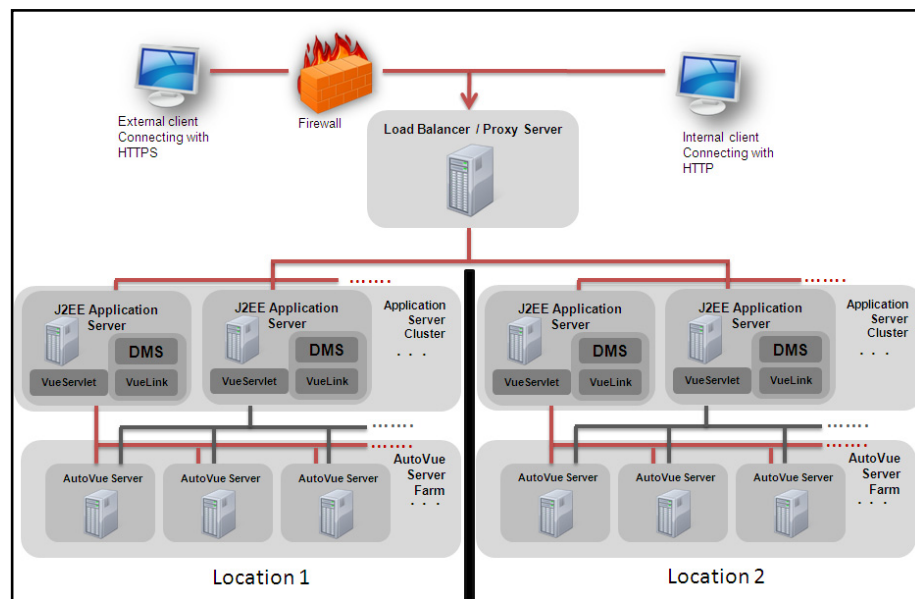 External client
Connecting with
HTTPS
Firewall
Load Balancer / Proxy Server
Internal client
Connecting with
HTTP
J2EE Application
Server
DMS
VueServlet
VueLink
J2EE Application
Server
DMS
VueServlet
VueLink
Application
Server
Cluster
. . .
AutoVue Server
AutoVue Server
AutoVue Server
AutoVue
Server
Farm
. . .
Location 1
J2EE Application
Server
DMS
VueServlet
VueLink
J2EE Application
Server
DMS
VueServlet
VueLink
Application
Server
Cluster
. . .
AutoVue Server
AutoVue Server
AutoVue Server
AutoVue
Server
Farm
. . .
Location 2